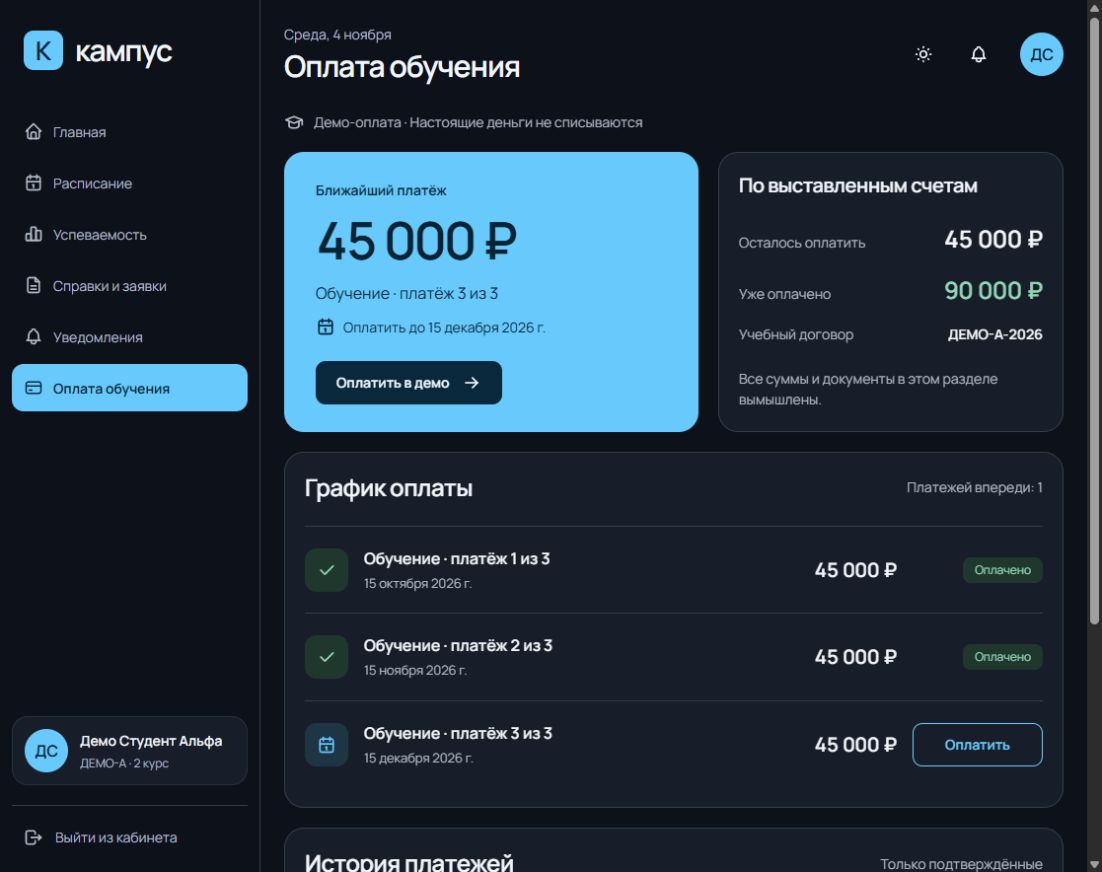 К кампус
Главная
Расписание
Успеваемость
Справки и заявки
Уведомления
Оплата обучения
ДС
Демо Студент Альфа
ДЕМО-А · 2 курс
Выйти из кабинета
Среда, 4 ноября
Оплата обучения
ДС
Демо-оплата · Настоящие деньги не списываются
Ближайший платёж
45 000 ₽
Обучение · платёж 3 из 3
Оплатить до 15 декабря 2026 г.
Оплатить в демо
По выставленным счетам
Осталось оплатить 45 000 ₽
Уже оплачено 90 000 ₽
Учебный договор ДЕМО-А-2026
Все суммы и документы в этом разделе
вымышлены.
График оплаты Платежей впереди: 1
Обучение · платёж 1 из 3
15 октября 2026 г.
45 000 ₽ Оплачено
Обучение · платёж 2 из 3
15 ноября 2026 г.
45 000 ₽ Оплачено
Обучение · платёж 3 из 3
15 декабря 2026 г.
45 000 ₽ Оплатить
История платежей Только подтверждённые